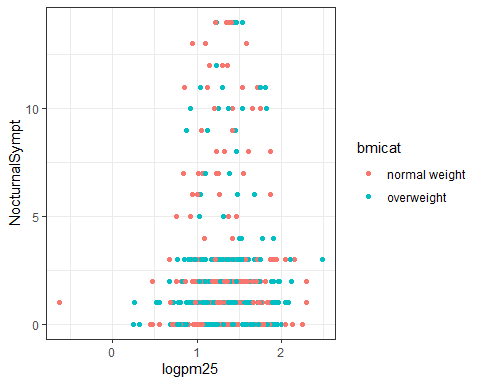 NocturnalSympt
10
5
0
0
1
2
logpm25
bmicat
normal weight
overweight